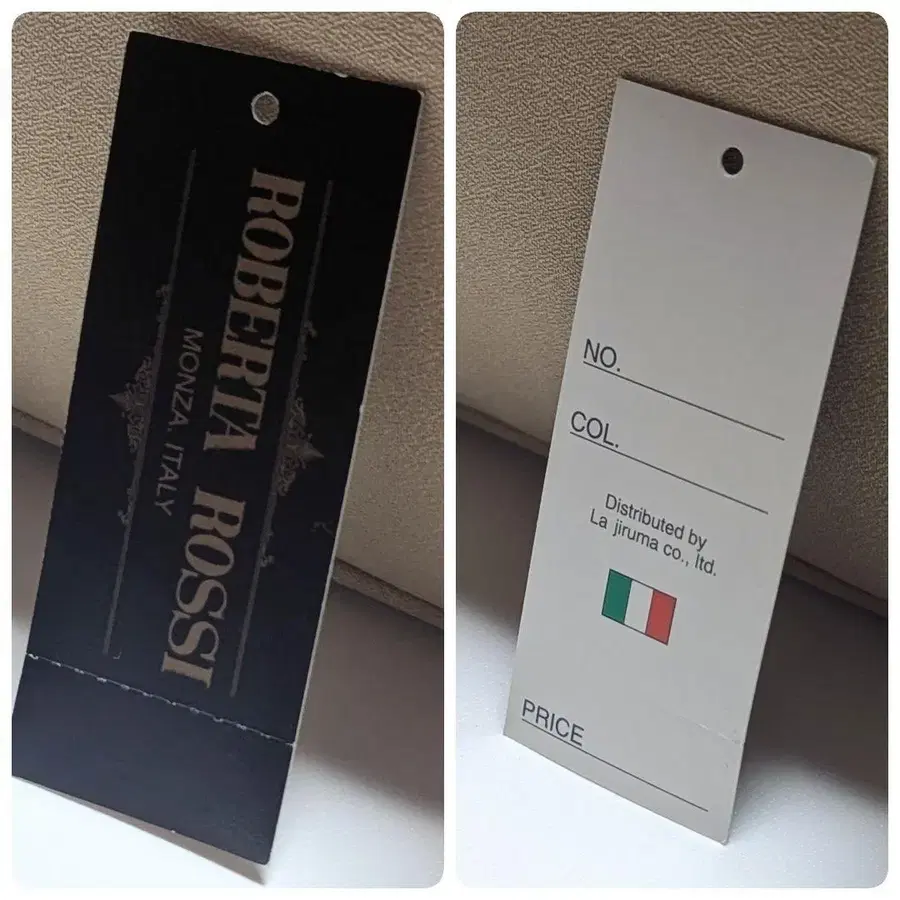 ROBERTA ROSSI
MONZA ITALY
NO.
COL.
Distributed by
La jiruma co., ltd.
PRICE